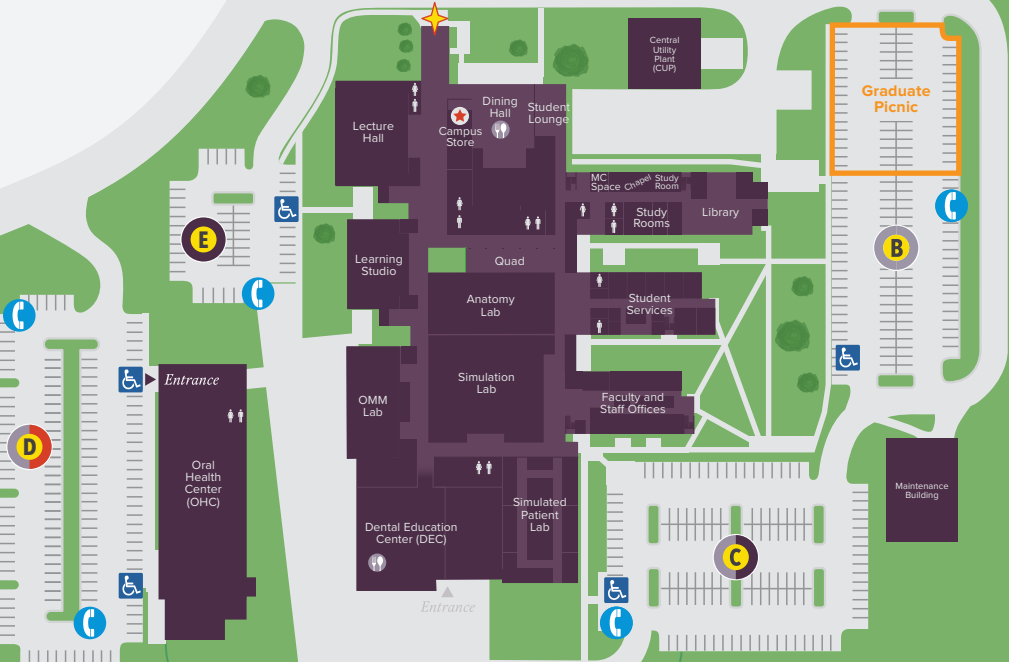 Central
Utility
Plant
(CUP)
Graduate
Picnic
Dining
Hall
Student
Lounge
Campus
Store
Lecture
Hall
MC
Space
Chapel
Study
Room
Study
Rooms
Library
E
B
Learning
Studio
Quad
Anatomy
Lab
Student
Services
Entrance
Simulation
Lab
OMM
Lab
Faculty and
Staff Offices
D
Oral
Health
Center
(OHC)
Maintenance
Building
Simulated
Patient
Lab
Dental Education
Center (DEC)
C
Entrance